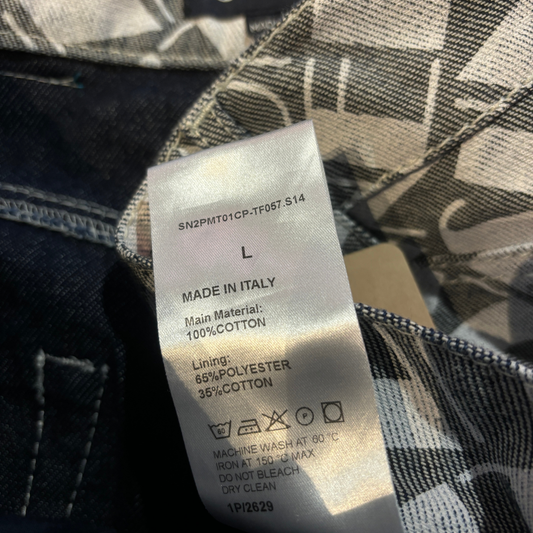 SN2PMT01CP-TF057.S14
L
MADE IN ITALY
Main Material:
100%COTTON
Lining:
65%POLYESTER
35%COTTON
MACHINE WASH AT 60 °C
IRON AT 150 °C MAX
DO NOT BLEACH
DRY CLEAN
1PI2629